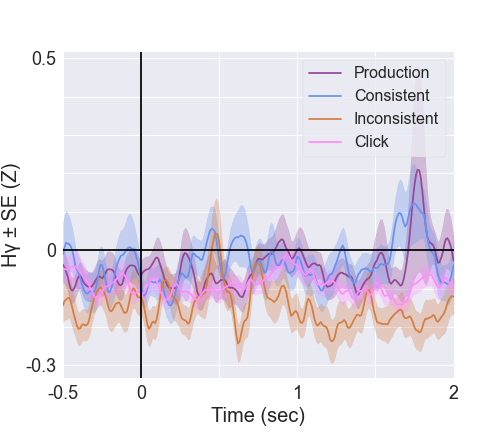 0.5
Production
Consistent
Inconsistent
Click
Hγ ± SE (Z)
0
-0.3
-0.5 0 1 2
Time (sec)